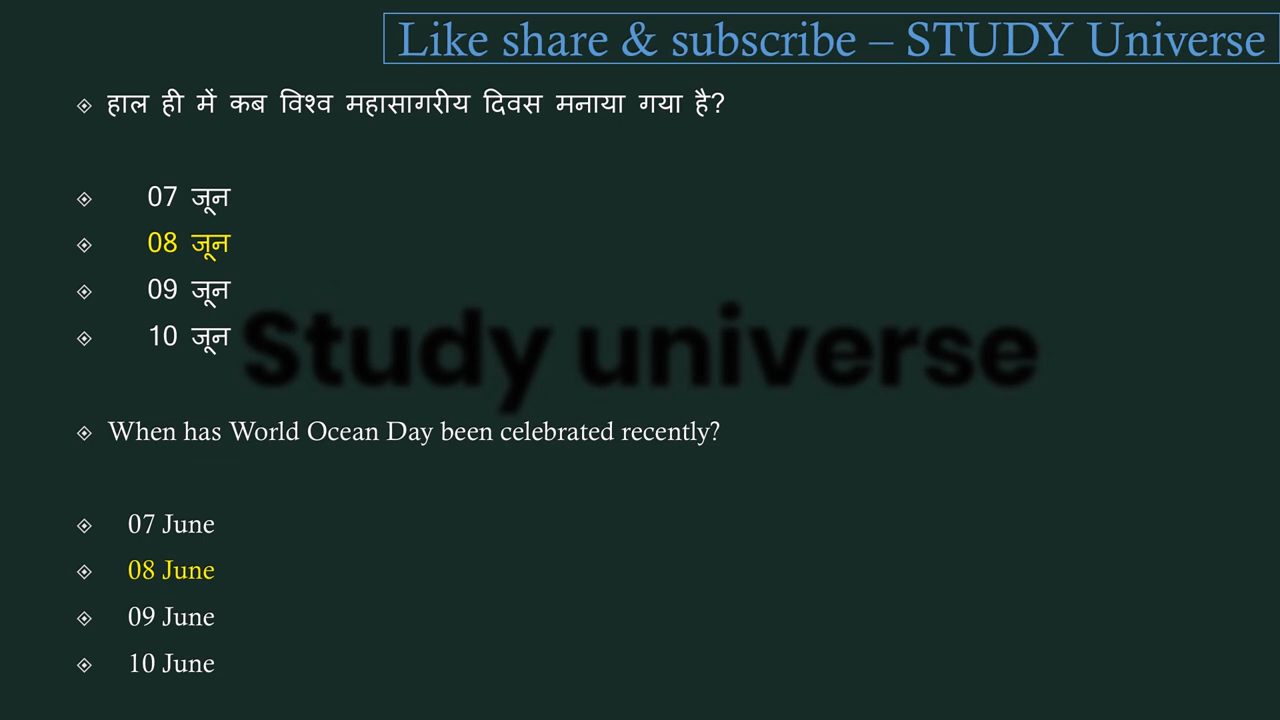 Like share & subscribe – STUDY Universe
हाल ही में कब विश्व महासागरीय दिवस मनाया गया है?
07 जून
08 जून
09 जून
10 जून
Study universe
When has World Ocean Day been celebrated recently?
07 June
08 June
09 June
10 June